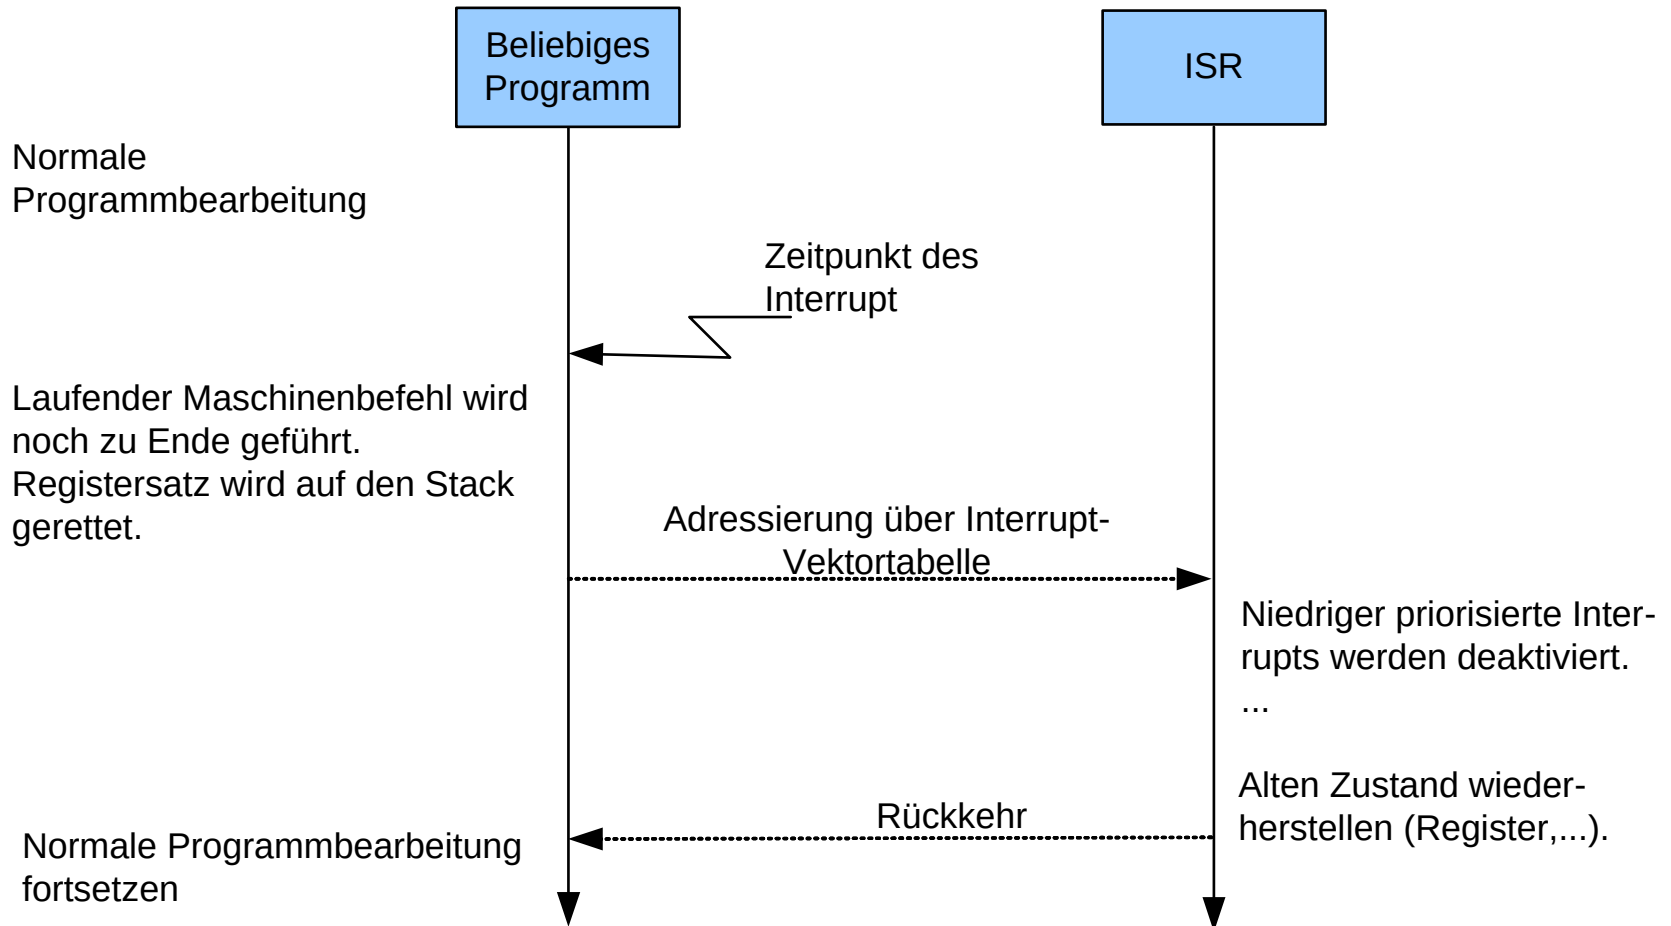 Beliebiges
Programm
ISR
Normale
Programmbearbeitung
Zeitpunkt des
Interrupt
Laufender Maschinenbefehl wird
noch zu Ende geführt.
Registersatz wird auf den Stack
gerettet.
Adressierung über Interrupt-
Vektortabelle
Niedriger priorisierte Inter-
rupts werden deaktiviert.
...
Alten Zustand wieder-
herstellen (Register,...).
Rückkehr
Normale Programmbearbeitung
fortsetzen